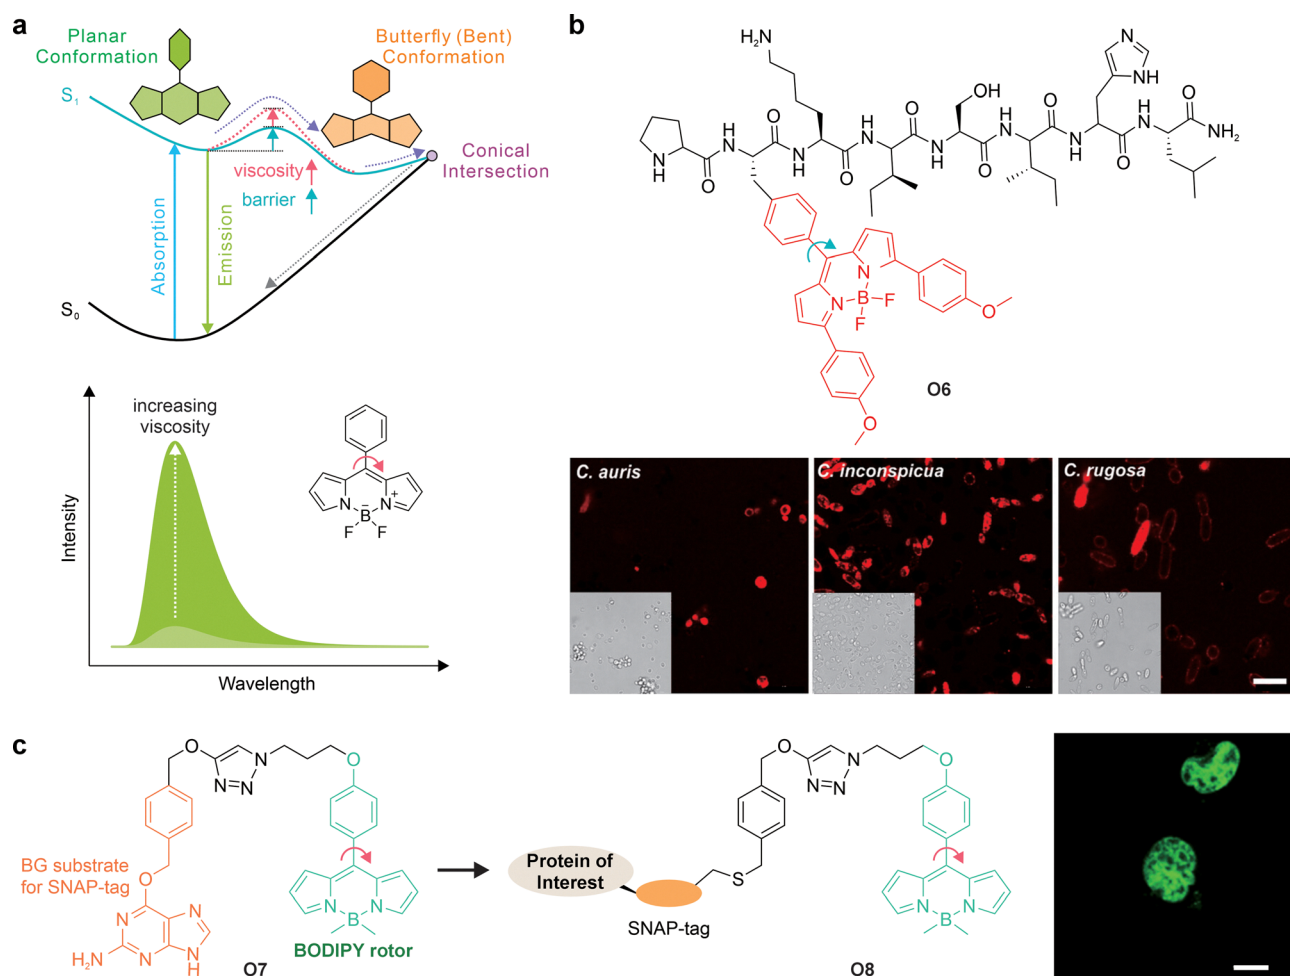 a
Planar
Conformation
Butterfly (Bent)
Conformation
S1
viscosity
barrier
Conical
Intersection
Absorption
Emission
S0
increasing
viscosity
Intensity
Wavelength
N
N
+
B
F
F
b
H2N
N
NH
OH
O
O
O
O
H
N
H
N
H
N
H
N
NH2
N
H
O
N
H
O
N
H
O
N
H
O
N
N
B
F
F
O
O
O6
C. auris
C. inconspicua
C. rugosa
c
O
N
N=N
O
BG substrate
for SNAP-tag
O
N
N
N
N
H
H2N
N
N
B
BODIPY rotor
O7
Protein of
Interest
SNAP-tag
S
O
N
N=N
O
N
N
B
O8